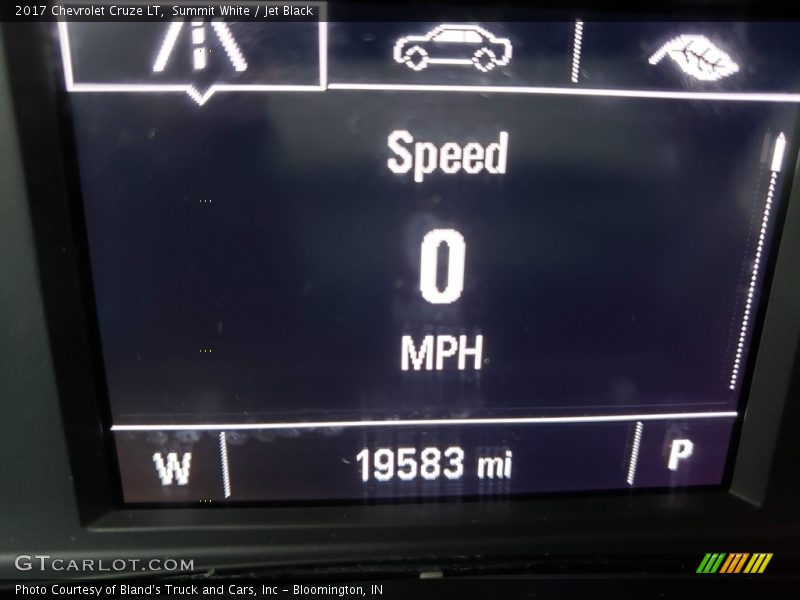 2017 Chevrolet Cruze LT, Summit White / Jet Black
Speed
0
MPH
W 19583 mi P
GTCARLOT.COM
Photo Courtesy of Bland's Truck and Cars, Inc - Bloomington, IN